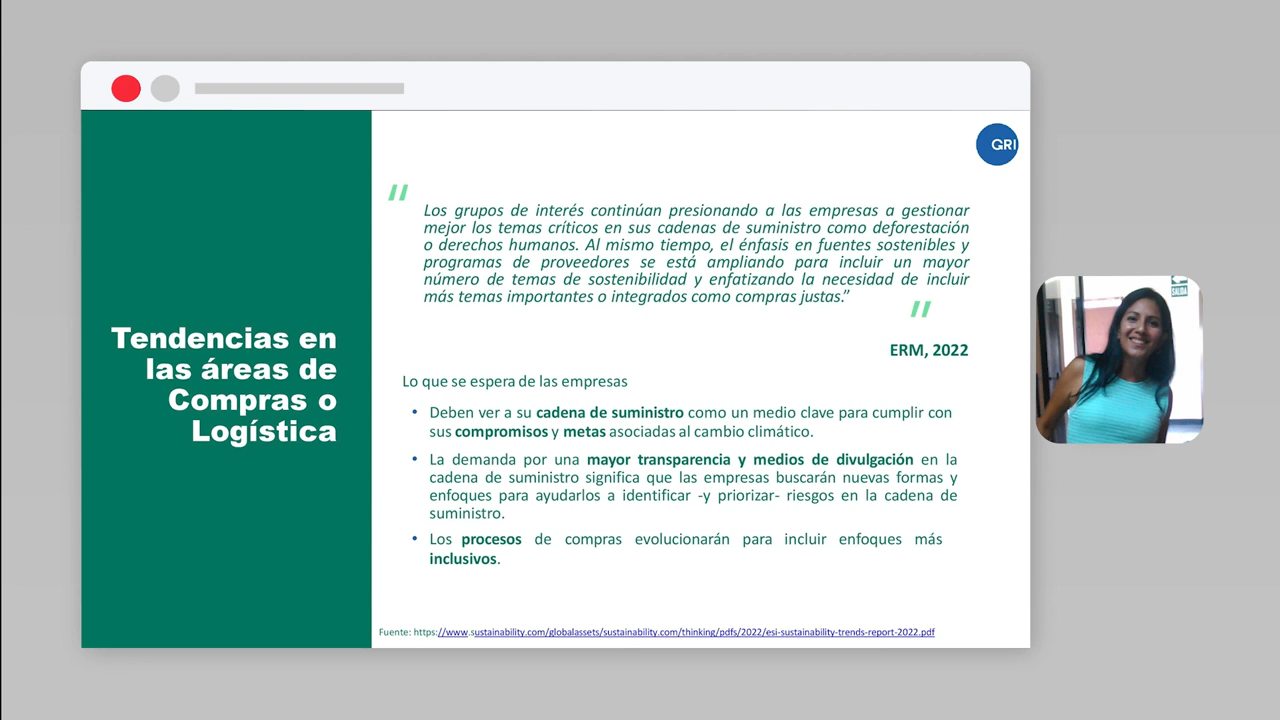 GRI
Tendencias en
las áreas de
Compras o
Logística
“
Los grupos de interés continúan presionando a las empresas a gestionar
mejor los temas críticos en sus cadenas de suministro como deforestación
o derechos humanos. Al mismo tiempo, el énfasis en fuentes sostenibles y
programas de proveedores se está ampliando para incluir un mayor
número de temas de sostenibilidad y enfatizando la necesidad de incluir
más temas importantes o integrados como compras justas.”
”
ERM, 2022
Lo que se espera de las empresas
• Deben ver a su cadena de suministro como un medio clave para cumplir con
sus compromisos y metas asociadas al cambio climático.
• La demanda por una mayor transparencia y medios de divulgación en la
cadena de suministro significa que las empresas buscarán nuevas formas y
enfoques para ayudarlos a identificar -y priorizar- riesgos en la cadena de
suministro.
• Los procesos de compras evolucionarán para incluir enfoques más
inclusivos.
Fuente: https://www.sustainability.com/globalassets/sustainability.com/thinking/pdfs/2022/esi-sustainability-trends-report-2022.pdf
SALIDA